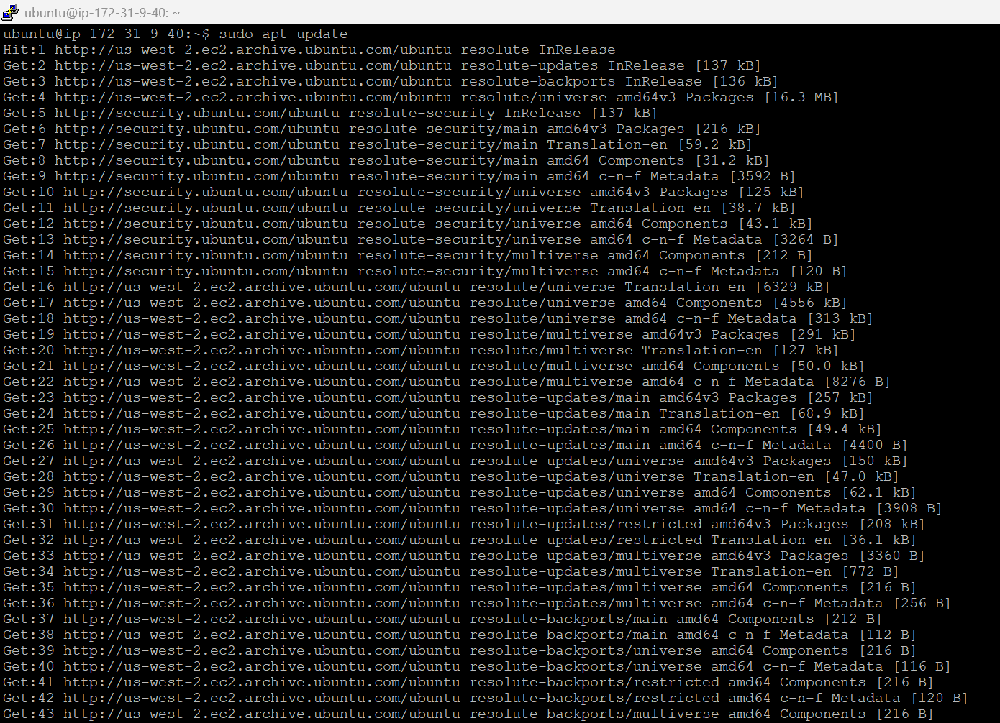 ubuntu@ip-172-31-9-40: ~
ubuntu@ip-172-31-9-40:~$ sudo apt update
Hit:1 http://us-west-2.ec2.archive.ubuntu.com/ubuntu resolute InRelease
Get:2 http://us-west-2.ec2.archive.ubuntu.com/ubuntu resolute-updates InRelease [137 kB]
Get:3 http://us-west-2.ec2.archive.ubuntu.com/ubuntu resolute-backports InRelease [136 kB]
Get:4 http://us-west-2.ec2.archive.ubuntu.com/ubuntu resolute/universe amd64v3 Packages [16.3 MB]
Get:5 http://security.ubuntu.com/ubuntu resolute-security InRelease [137 kB]
Get:6 http://security.ubuntu.com/ubuntu resolute-security/main amd64v3 Packages [216 kB]
Get:7 http://security.ubuntu.com/ubuntu resolute-security/main Translation-en [59.2 kB]
Get:8 http://security.ubuntu.com/ubuntu resolute-security/main amd64 Components [31.2 kB]
Get:9 http://security.ubuntu.com/ubuntu resolute-security/main amd64 c-n-f Metadata [3592 B]
Get:10 http://security.ubuntu.com/ubuntu resolute-security/universe amd64v3 Packages [125 kB]
Get:11 http://security.ubuntu.com/ubuntu resolute-security/universe Translation-en [38.7 kB]
Get:12 http://security.ubuntu.com/ubuntu resolute-security/universe amd64 Components [43.1 kB]
Get:13 http://security.ubuntu.com/ubuntu resolute-security/universe amd64 c-n-f Metadata [3264 B]
Get:14 http://security.ubuntu.com/ubuntu resolute-security/multiverse amd64 Components [212 B]
Get:15 http://security.ubuntu.com/ubuntu resolute-security/multiverse amd64 c-n-f Metadata [120 B]
Get:16 http://us-west-2.ec2.archive.ubuntu.com/ubuntu resolute/universe Translation-en [6329 kB]
Get:17 http://us-west-2.ec2.archive.ubuntu.com/ubuntu resolute/universe amd64 Components [4556 kB]
Get:18 http://us-west-2.ec2.archive.ubuntu.com/ubuntu resolute/universe amd64 c-n-f Metadata [313 kB]
Get:19 http://us-west-2.ec2.archive.ubuntu.com/ubuntu resolute/multiverse amd64v3 Packages [291 kB]
Get:20 http://us-west-2.ec2.archive.ubuntu.com/ubuntu resolute/multiverse Translation-en [127 kB]
Get:21 http://us-west-2.ec2.archive.ubuntu.com/ubuntu resolute/multiverse amd64 Components [50.0 kB]
Get:22 http://us-west-2.ec2.archive.ubuntu.com/ubuntu resolute/multiverse amd64 c-n-f Metadata [8276 B]
Get:23 http://us-west-2.ec2.archive.ubuntu.com/ubuntu resolute-updates/main amd64v3 Packages [257 kB]
Get:24 http://us-west-2.ec2.archive.ubuntu.com/ubuntu resolute-updates/main Translation-en [68.9 kB]
Get:25 http://us-west-2.ec2.archive.ubuntu.com/ubuntu resolute-updates/main amd64 Components [49.4 kB]
Get:26 http://us-west-2.ec2.archive.ubuntu.com/ubuntu resolute-updates/main amd64 c-n-f Metadata [4400 B]
Get:27 http://us-west-2.ec2.archive.ubuntu.com/ubuntu resolute-updates/universe amd64v3 Packages [150 kB]
Get:28 http://us-west-2.ec2.archive.ubuntu.com/ubuntu resolute-updates/universe Translation-en [47.0 kB]
Get:29 http://us-west-2.ec2.archive.ubuntu.com/ubuntu resolute-updates/universe amd64 Components [62.1 kB]
Get:30 http://us-west-2.ec2.archive.ubuntu.com/ubuntu resolute-updates/universe amd64 c-n-f Metadata [3908 B]
Get:31 http://us-west-2.ec2.archive.ubuntu.com/ubuntu resolute-updates/restricted amd64v3 Packages [208 kB]
Get:32 http://us-west-2.ec2.archive.ubuntu.com/ubuntu resolute-updates/restricted Translation-en [36.1 kB]
Get:33 http://us-west-2.ec2.archive.ubuntu.com/ubuntu resolute-updates/multiverse amd64v3 Packages [3360 B]
Get:34 http://us-west-2.ec2.archive.ubuntu.com/ubuntu resolute-updates/multiverse Translation-en [772 B]
Get:35 http://us-west-2.ec2.archive.ubuntu.com/ubuntu resolute-updates/multiverse amd64 Components [216 B]
Get:36 http://us-west-2.ec2.archive.ubuntu.com/ubuntu resolute-updates/multiverse amd64 c-n-f Metadata [256 B]
Get:37 http://us-west-2.ec2.archive.ubuntu.com/ubuntu resolute-backports/main amd64 Components [212 B]
Get:38 http://us-west-2.ec2.archive.ubuntu.com/ubuntu resolute-backports/main amd64 c-n-f Metadata [112 B]
Get:39 http://us-west-2.ec2.archive.ubuntu.com/ubuntu resolute-backports/universe amd64 Components [216 B]
Get:40 http://us-west-2.ec2.archive.ubuntu.com/ubuntu resolute-backports/universe amd64 c-n-f Metadata [116 B]
Get:41 http://us-west-2.ec2.archive.ubuntu.com/ubuntu resolute-backports/restricted amd64 Components [216 B]
Get:42 http://us-west-2.ec2.archive.ubuntu.com/ubuntu resolute-backports/restricted amd64 c-n-f Metadata [120 B]
Get:43 http://us-west-2.ec2.archive.ubuntu.com/ubuntu resolute-backports/multiverse amd64 Components [216 B]